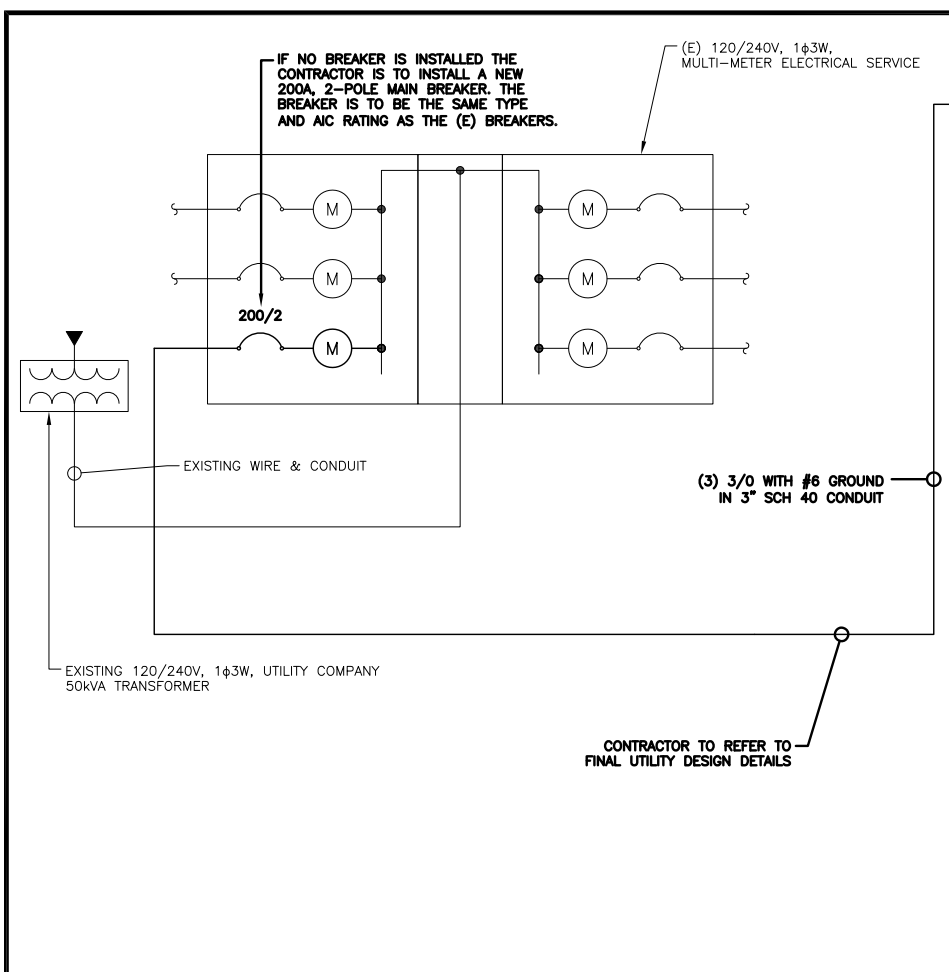 IF NO BREAKER IS INSTALLED THE
CONTRACTOR IS TO INSTALL A NEW
200A, 2-POLE MAIN BREAKER. THE
BREAKER IS TO BE THE SAME TYPE
AND AIC RATING AS THE (E) BREAKERS.
(E) 120/240V, 1ϕ3W,
MULTI-METER ELECTRICAL SERVICE
M
M
M
M
200/2
M
M
EXISTING WIRE & CONDUIT
(3) 3/0 WITH #6 GROUND
IN 3" SCH 40 CONDUIT
EXISTING 120/240V, 1ϕ3W, UTILITY COMPANY
50kVA TRANSFORMER
CONTRACTOR TO REFER TO
FINAL UTILITY DESIGN DETAILS